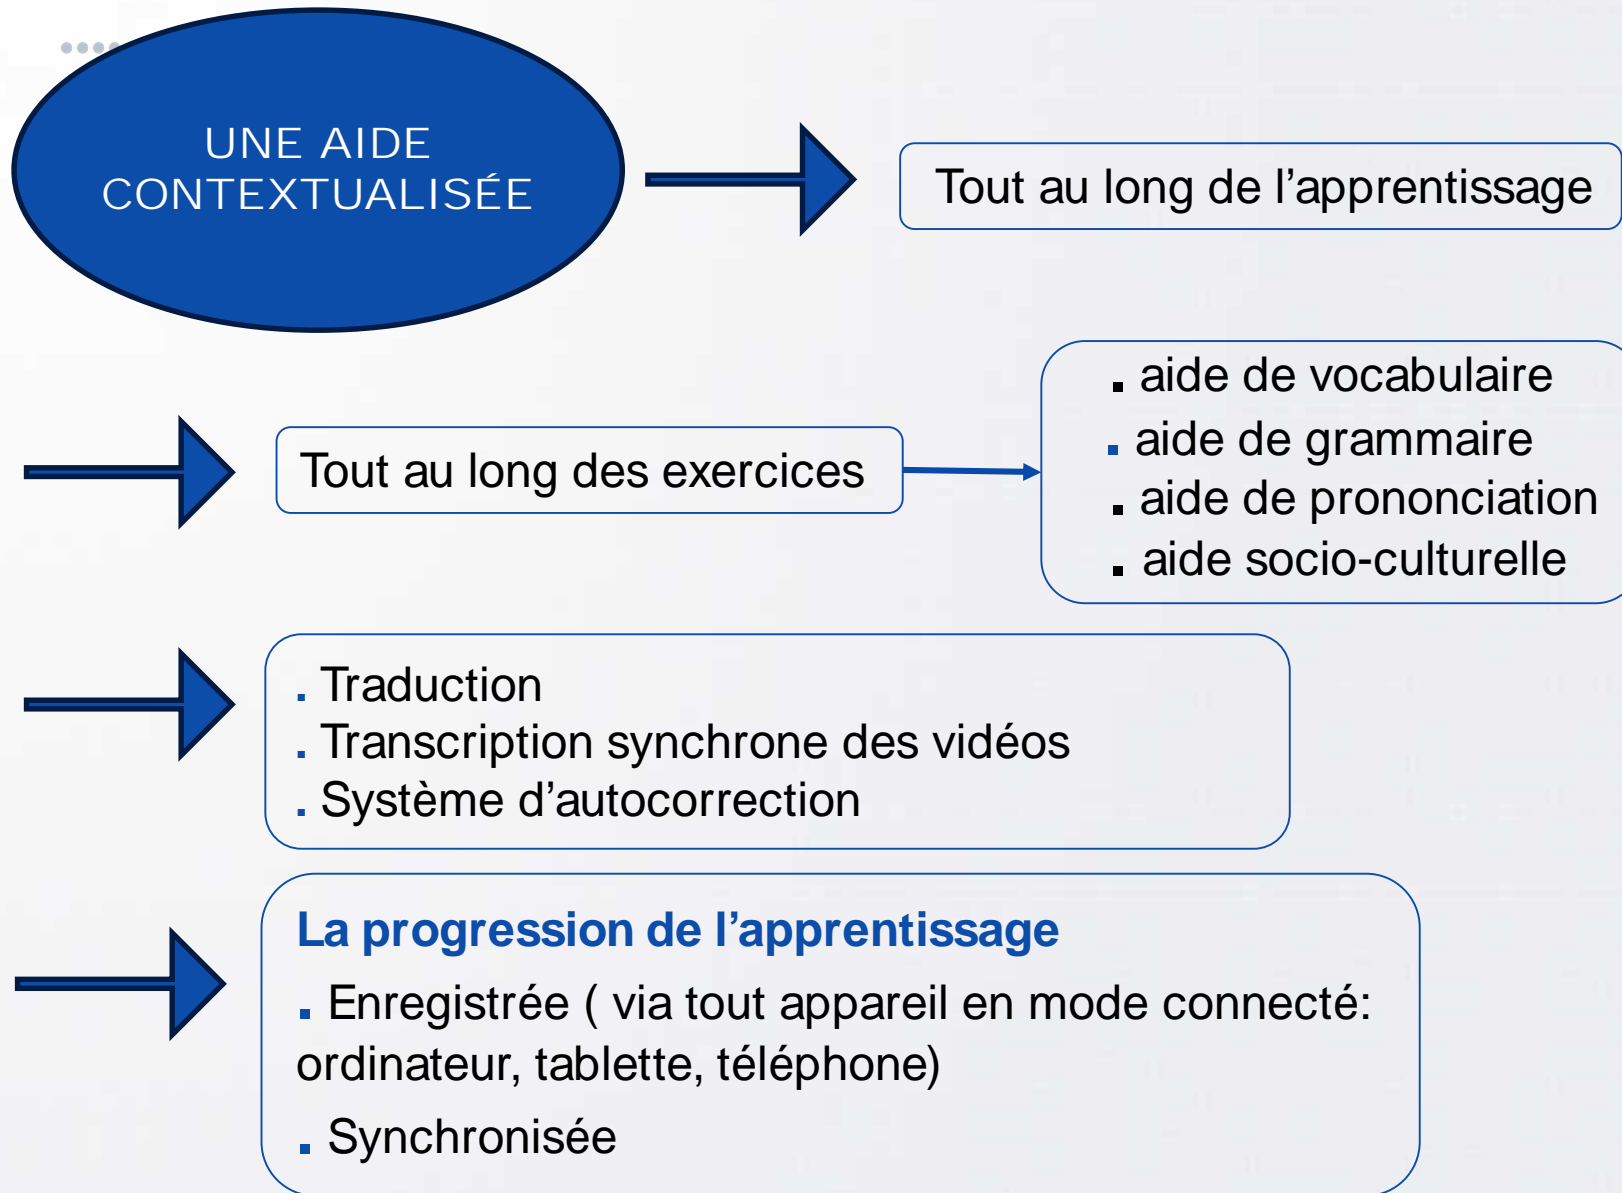 UNE AIDE
CONTEXTUALISÉE
Tout au long de l’apprentissage
Tout au long des exercices
. aide de vocabulaire
. aide de grammaire
. aide de prononciation
. aide socio-culturelle
. Traduction
. Transcription synchrone des vidéos
. Système d’autocorrection
La progression de l’apprentissage
. Enregistrée ( via tout appareil en mode connecté:
ordinateur, tablette, téléphone)
. Synchronisée